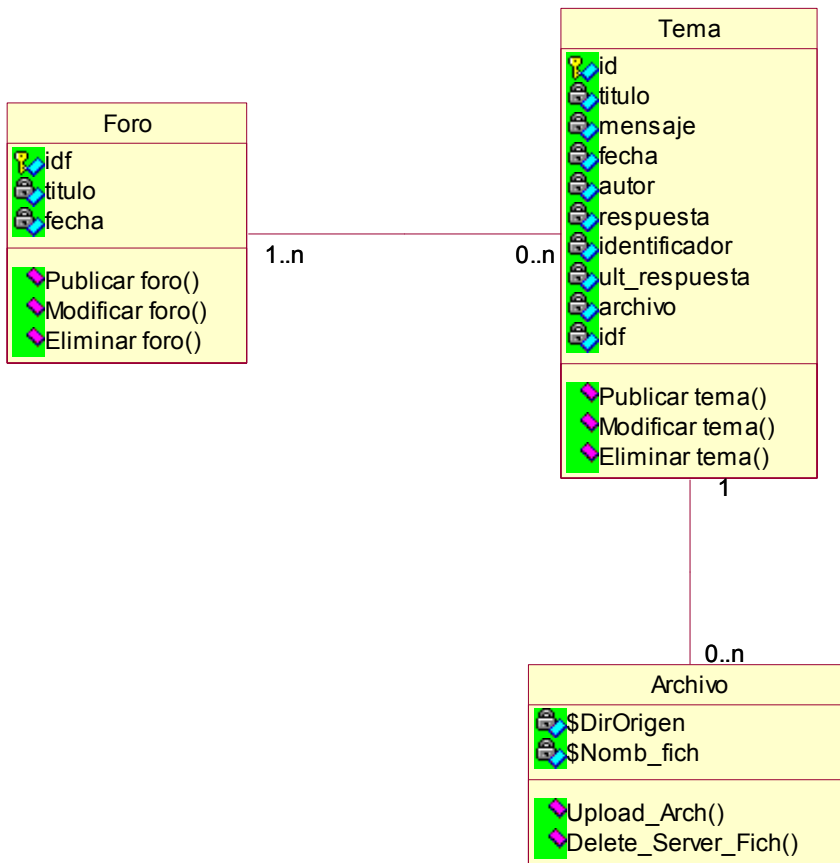 Foro
idf
titulo
fecha
Publicar foro()
Modificar foro()
Eliminar foro()
1..n
0..n
Tema
id
titulo
mensaje
fecha
autor
respuesta
identificador
ult_respuesta
archivo
idf
Publicar tema()
Modificar tema()
Eliminar tema()
1
0..n
Archivo
$DirOrigen
$Nomb_fich
Upload_Arch()
Delete_Server_Fich()